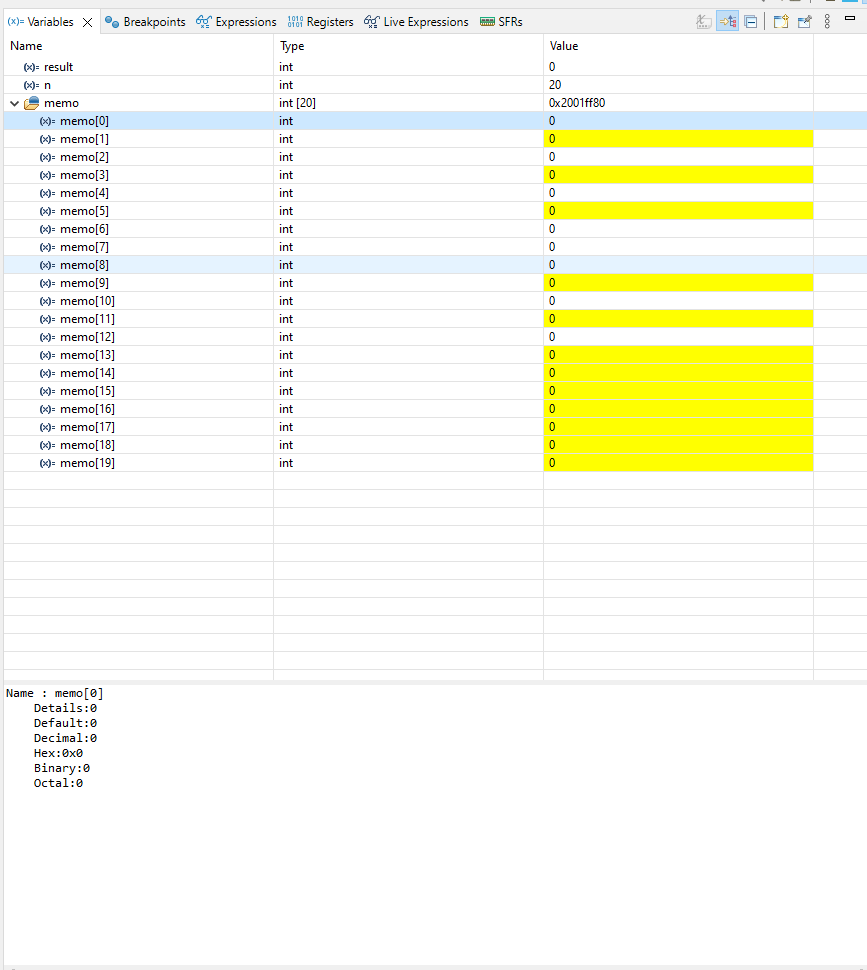 (x)= Variables Breakpoints Expressions 1010 0101 Registers Live Expressions SFRs
Name Type Value
(x)= result int 0
(x)= n int 20
memo int [20] 0x2001ff80
(x)= memo[0] int 0
(x)= memo[1] int 0
(x)= memo[2] int 0
(x)= memo[3] int 0
(x)= memo[4] int 0
(x)= memo[5] int 0
(x)= memo[6] int 0
(x)= memo[7] int 0
(x)= memo[8] int 0
(x)= memo[9] int 0
(x)= memo[10] int 0
(x)= memo[11] int 0
(x)= memo[12] int 0
(x)= memo[13] int 0
(x)= memo[14] int 0
(x)= memo[15] int 0
(x)= memo[16] int 0
(x)= memo[17] int 0
(x)= memo[18] int 0
(x)= memo[19] int 0
Name : memo[0]
Details:0
Default:0
Decimal:0
Hex:0x0
Binary:0
Octal:0